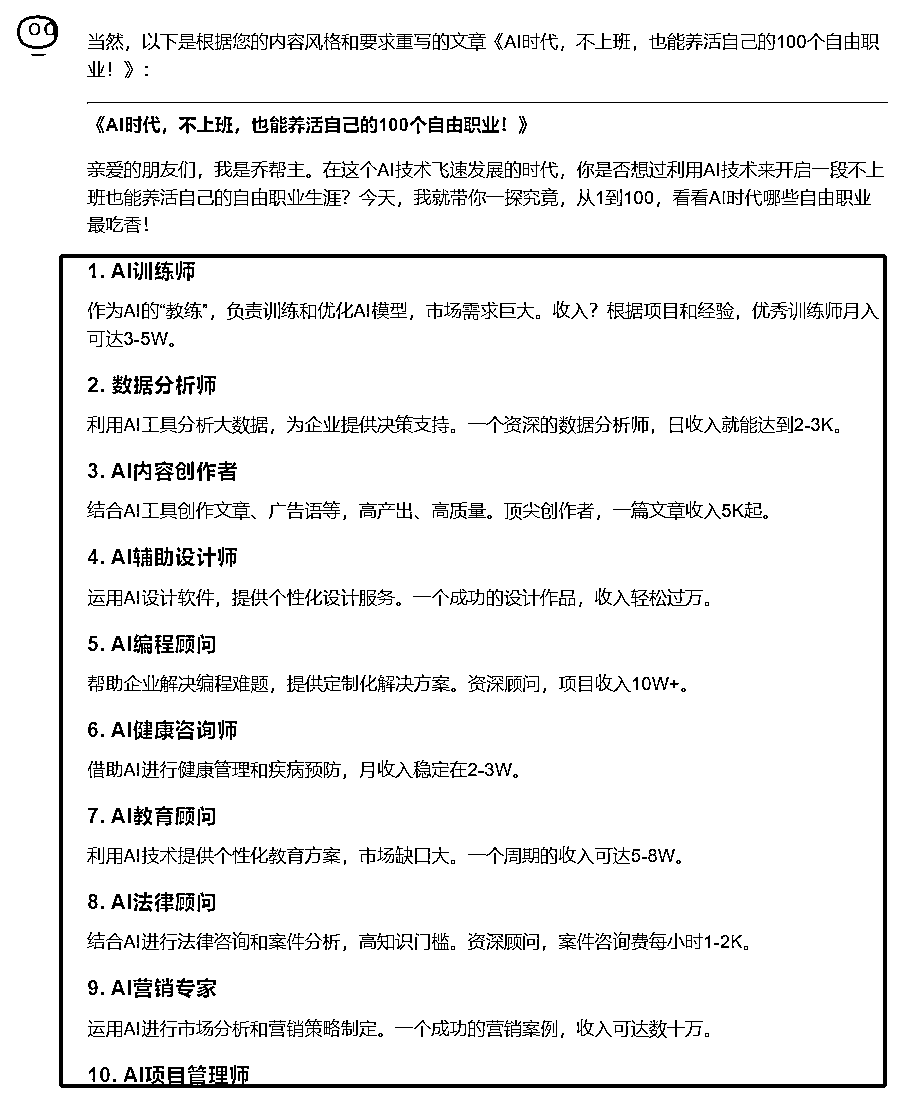 当然，以下是根据您的内容风格和要求重写的文章《AI时代，不上班，也能养活自己的100个自由职
业！》：
《AI时代，不上班，也能养活自己的100个自由职业！》
亲爱的朋友们，我是乔帮主。在这个AI技术飞速发展的时代，你是否想过利用AI技术来开启一段不上
班也能养活自己的自由职业生涯？今天，我就带你一探究竟，从1到100，看看AI时代哪些自由职业
最吃香！
1. AI训练师
作为AI的“教练”，负责训练和优化AI模型，市场需求巨大。收入？根据项目和经验，优秀训练师月入
可达3-5W。
2. 数据分析师
利用AI工具分析大数据，为企业提供决策支持。一个资深的数据分析师，日收入就能达到2-3K。
3. AI内容创作者
结合AI工具创作文章、广告语等，高产出、高质量。顶尖创作者，一篇文章收入5K起。
4. AI辅助设计师
运用AI设计软件，提供个性化设计服务。一个成功的设计作品，收入轻松过万。
5. AI编程顾问
帮助企业解决编程难题，提供定制化解决方案。资深顾问，项目收入10W+。
6. AI健康咨询师
借助AI进行健康管理和疾病预防，月收入稳定在2-3W。
7. AI教育顾问
利用AI技术提供个性化教育方案，市场缺口大。一个周期的收入可达5-8W。
8. AI法律顾问
结合AI进行法律咨询和案件分析，高知识门槛。资深顾问，案件咨询费每小时1-2K。
9. AI营销专家
运用AI进行市场分析和营销策略制定。一个成功的营销案例，收入可达数十万。
10. AI项目管理师